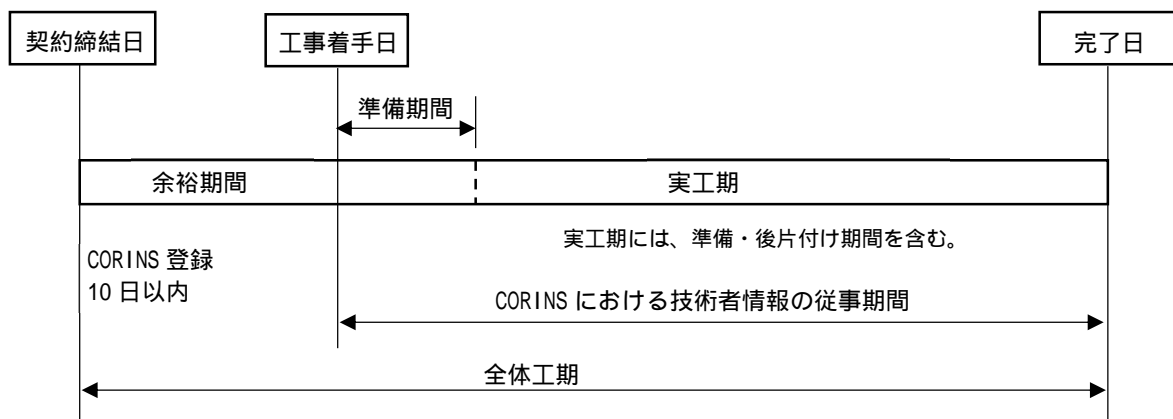 契約締結日
工事着手日
完了日
準備期間
余裕期間
実工期
実工期には、準備・後片付け期間を含む。
CORINS 登録
10 日以内
CORINS における技術者情報の従事期間
全体工期